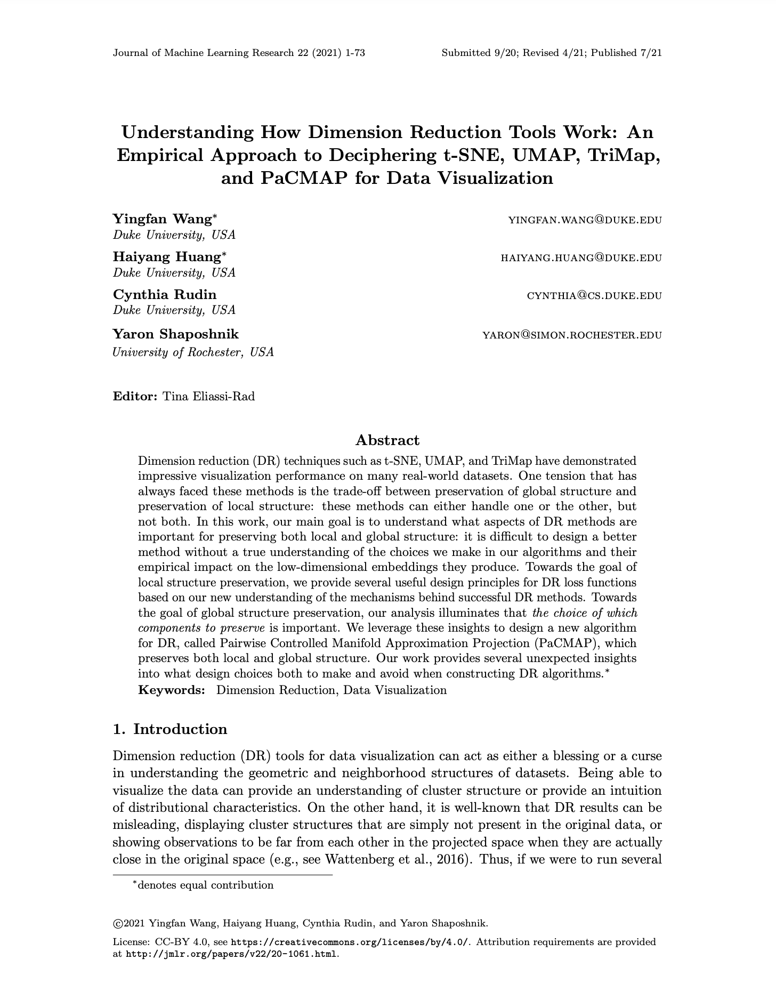 Journal of Machine Learning Research 22 (2021) 1-73 Submitted 9/20; Revised 4/21; Published 7/21
Understanding How Dimension Reduction Tools Work: An
Empirical Approach to Deciphering t-SNE, UMAP, TriMap,
and PaCMAP for Data Visualization
Yingfan Wang* YINGFAN.WANG@DUKE.EDU
Duke University, USA
Haiyang Huang* HAIYANG.HUANG@DUKE.EDU
Duke University, USA
Cynthia Rudin CYNTHIA@CS.DUKE.EDU
Duke University, USA
Yaron Shaposhnik YARON@SIMON.ROCHESTER.EDU
University of Rochester, USA
Editor: Tina Eliassi-Rad
Abstract
Dimension reduction (DR) techniques such as t-SNE, UMAP, and TriMap have demonstrated
impressive visualization performance on many real-world datasets. One tension that has
always faced these methods is the trade-off between preservation of global structure and
preservation of local structure: these methods can either handle one or the other, but
not both. In this work, our main goal is to understand what aspects of DR methods are
important for preserving both local and global structure: it is difficult to design a better
method without a true understanding of the choices we make in our algorithms and their
empirical impact on the low-dimensional embeddings they produce. Towards the goal of
local structure preservation, we provide several useful design principles for DR loss functions
based on our new understanding of the mechanisms behind successful DR methods. Towards
the goal of global structure preservation, our analysis illuminates that the choice of which
components to preserve is important. We leverage these insights to design a new algorithm
for DR, called Pairwise Controlled Manifold Approximation Projection (PaCMAP), which
preserves both local and global structure. Our work provides several unexpected insights
into what design choices both to make and avoid when constructing DR algorithms.*
Keywords: Dimension Reduction, Data Visualization
1. Introduction
Dimension reduction (DR) tools for data visualization can act as either a blessing or a curse
in understanding the geometric and neighborhood structures of datasets. Being able to
visualize the data can provide an understanding of cluster structure or provide an intuition
of distributional characteristics. On the other hand, it is well-known that DR results can be
misleading, displaying cluster structures that are simply not present in the original data, or
showing observations to be far from each other in the projected space when they are actually
close in the original space (e.g., see Wattenberg et al., 2016). Thus, if we were to run several
*denotes equal contribution
©2021 Yingfan Wang, Haiyang Huang, Cynthia Rudin, and Yaron Shaposhnik.
License: CC-BY 4.0, see https://creativecommons.org/licenses/by/4.0/. Attribution requirements are provided
at http://jmlr.org/papers/v22/20-1061.html.